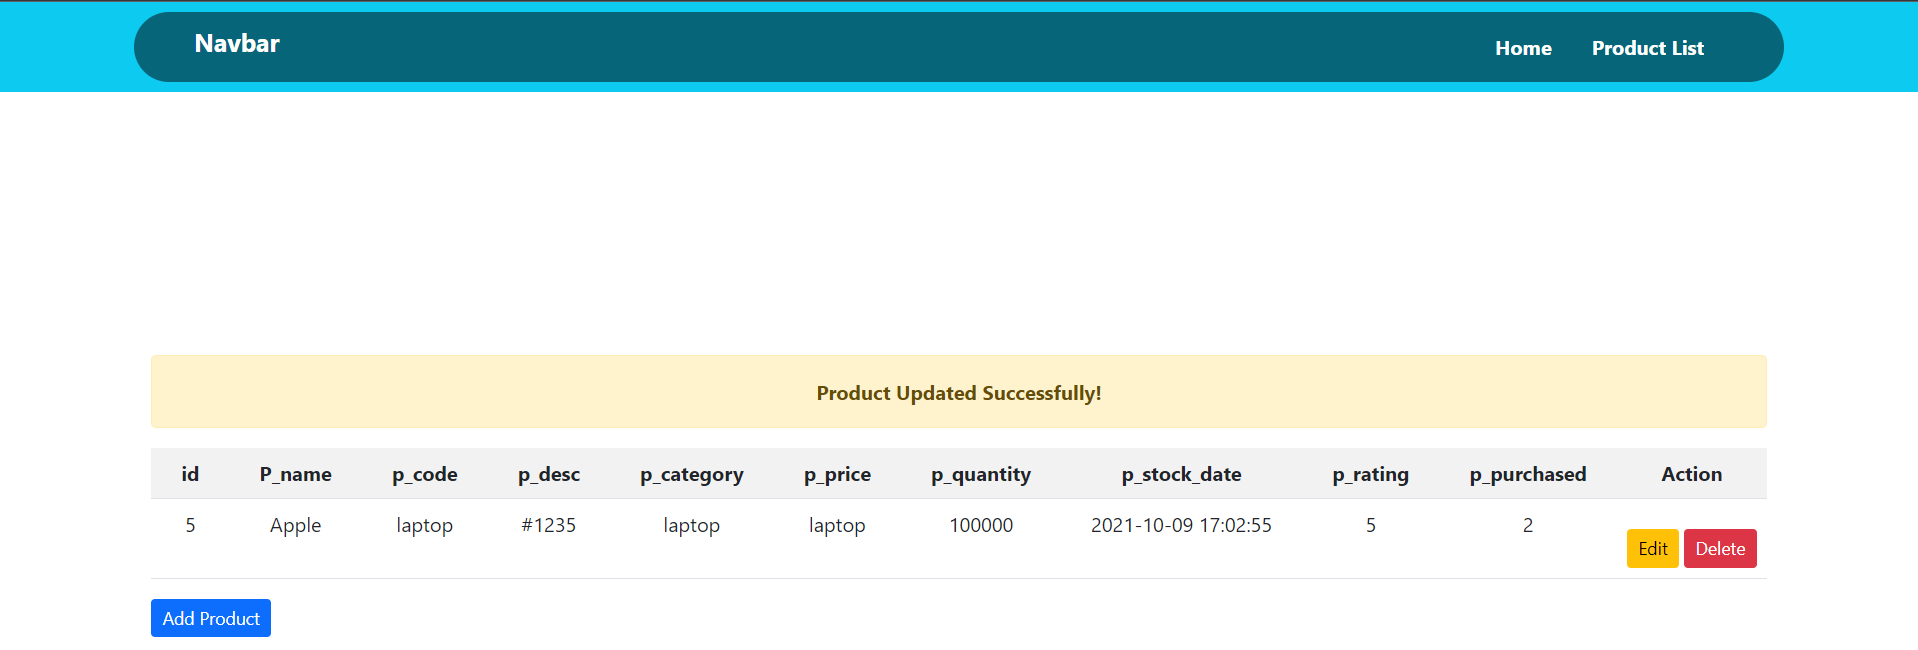 Navbar Home Product List
Product Updated Successfully!
id P_name p_code p_desc p_category p_price p_quantity p_stock_date p_rating p_purchased Action
5 Apple laptop #1235 laptop laptop 100000 2021-10-09 17:02:55 5 2
Edit Delete
Add Product